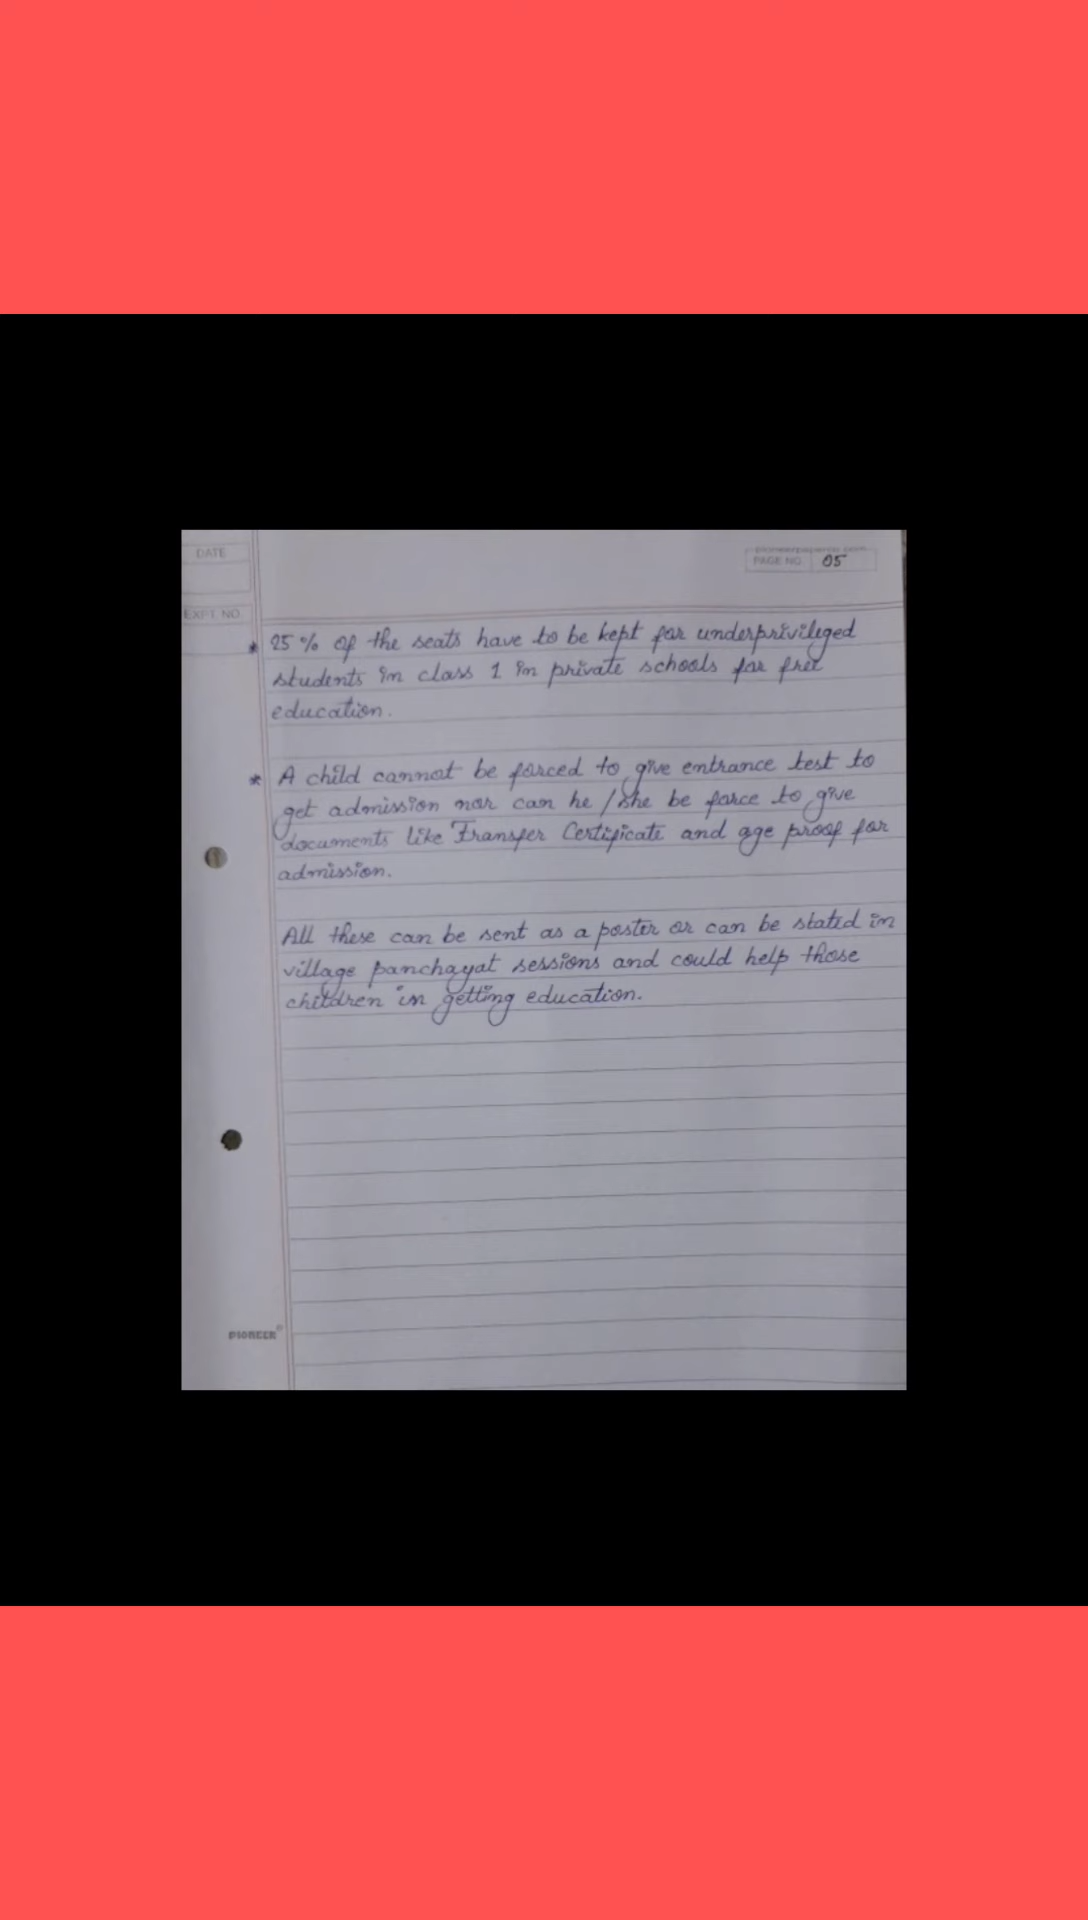 DATE
PAGE NO. 05
EXPT. NO.
* 25% of the seats have to be kept for underprivileged
students in class 1 in private schools for free
education.
* A child cannot be forced to give entrance test to
get admission nor can he / she be force to give
documents like Transfer Certificate and age proof for
admission.
All these can be sent as a poster or can be stated in
village panchayat sessions and could help those
children in getting education.
PIONEER